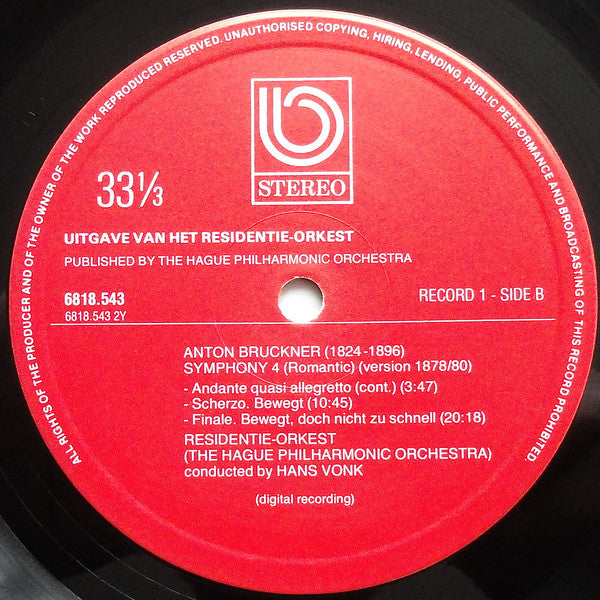 ALL RIGHTS OF THE PRODUCER AND OF THE OWNER OF THE WORK REPRODUCED RESERVED. UNAUTHORISED COPYING, HIRING, LENDING, PUBLIC PERFORMANCE AND BROADCASTING OF THIS RECORD PROHIBITED.
STEREO
33⅓
UITGAVE VAN HET RESIDENTIE-ORKEST
PUBLISHED BY THE HAGUE PHILHARMONIC ORCHESTRA
6818.543 RECORD 1 - SIDE B
6818.543 2Y
ANTON BRUCKNER (1824-1896)
SYMPHONY 4 (Romantic) (version 1878/80)
- Andante quasi allegretto (cont.) (3:47)
- Scherzo. Bewegt (10:45)
- Finale. Bewegt, doch nicht zu schnell (20:18)
RESIDENTIE-ORKEST
(THE HAGUE PHILHARMONIC ORCHESTRA)
conducted by HANS VONK
(digital recording)